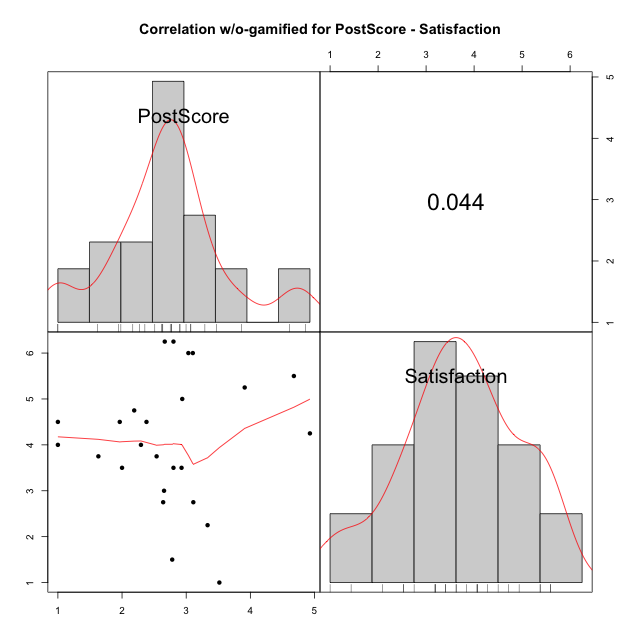 Correlation w/o-gamified for PostScore - Satisfaction
1 2 3 4 5 6
PostScore
0.044
5
4
3
2
1
6
5
4
3
2
1
Satisfaction
1 2 3 4 5